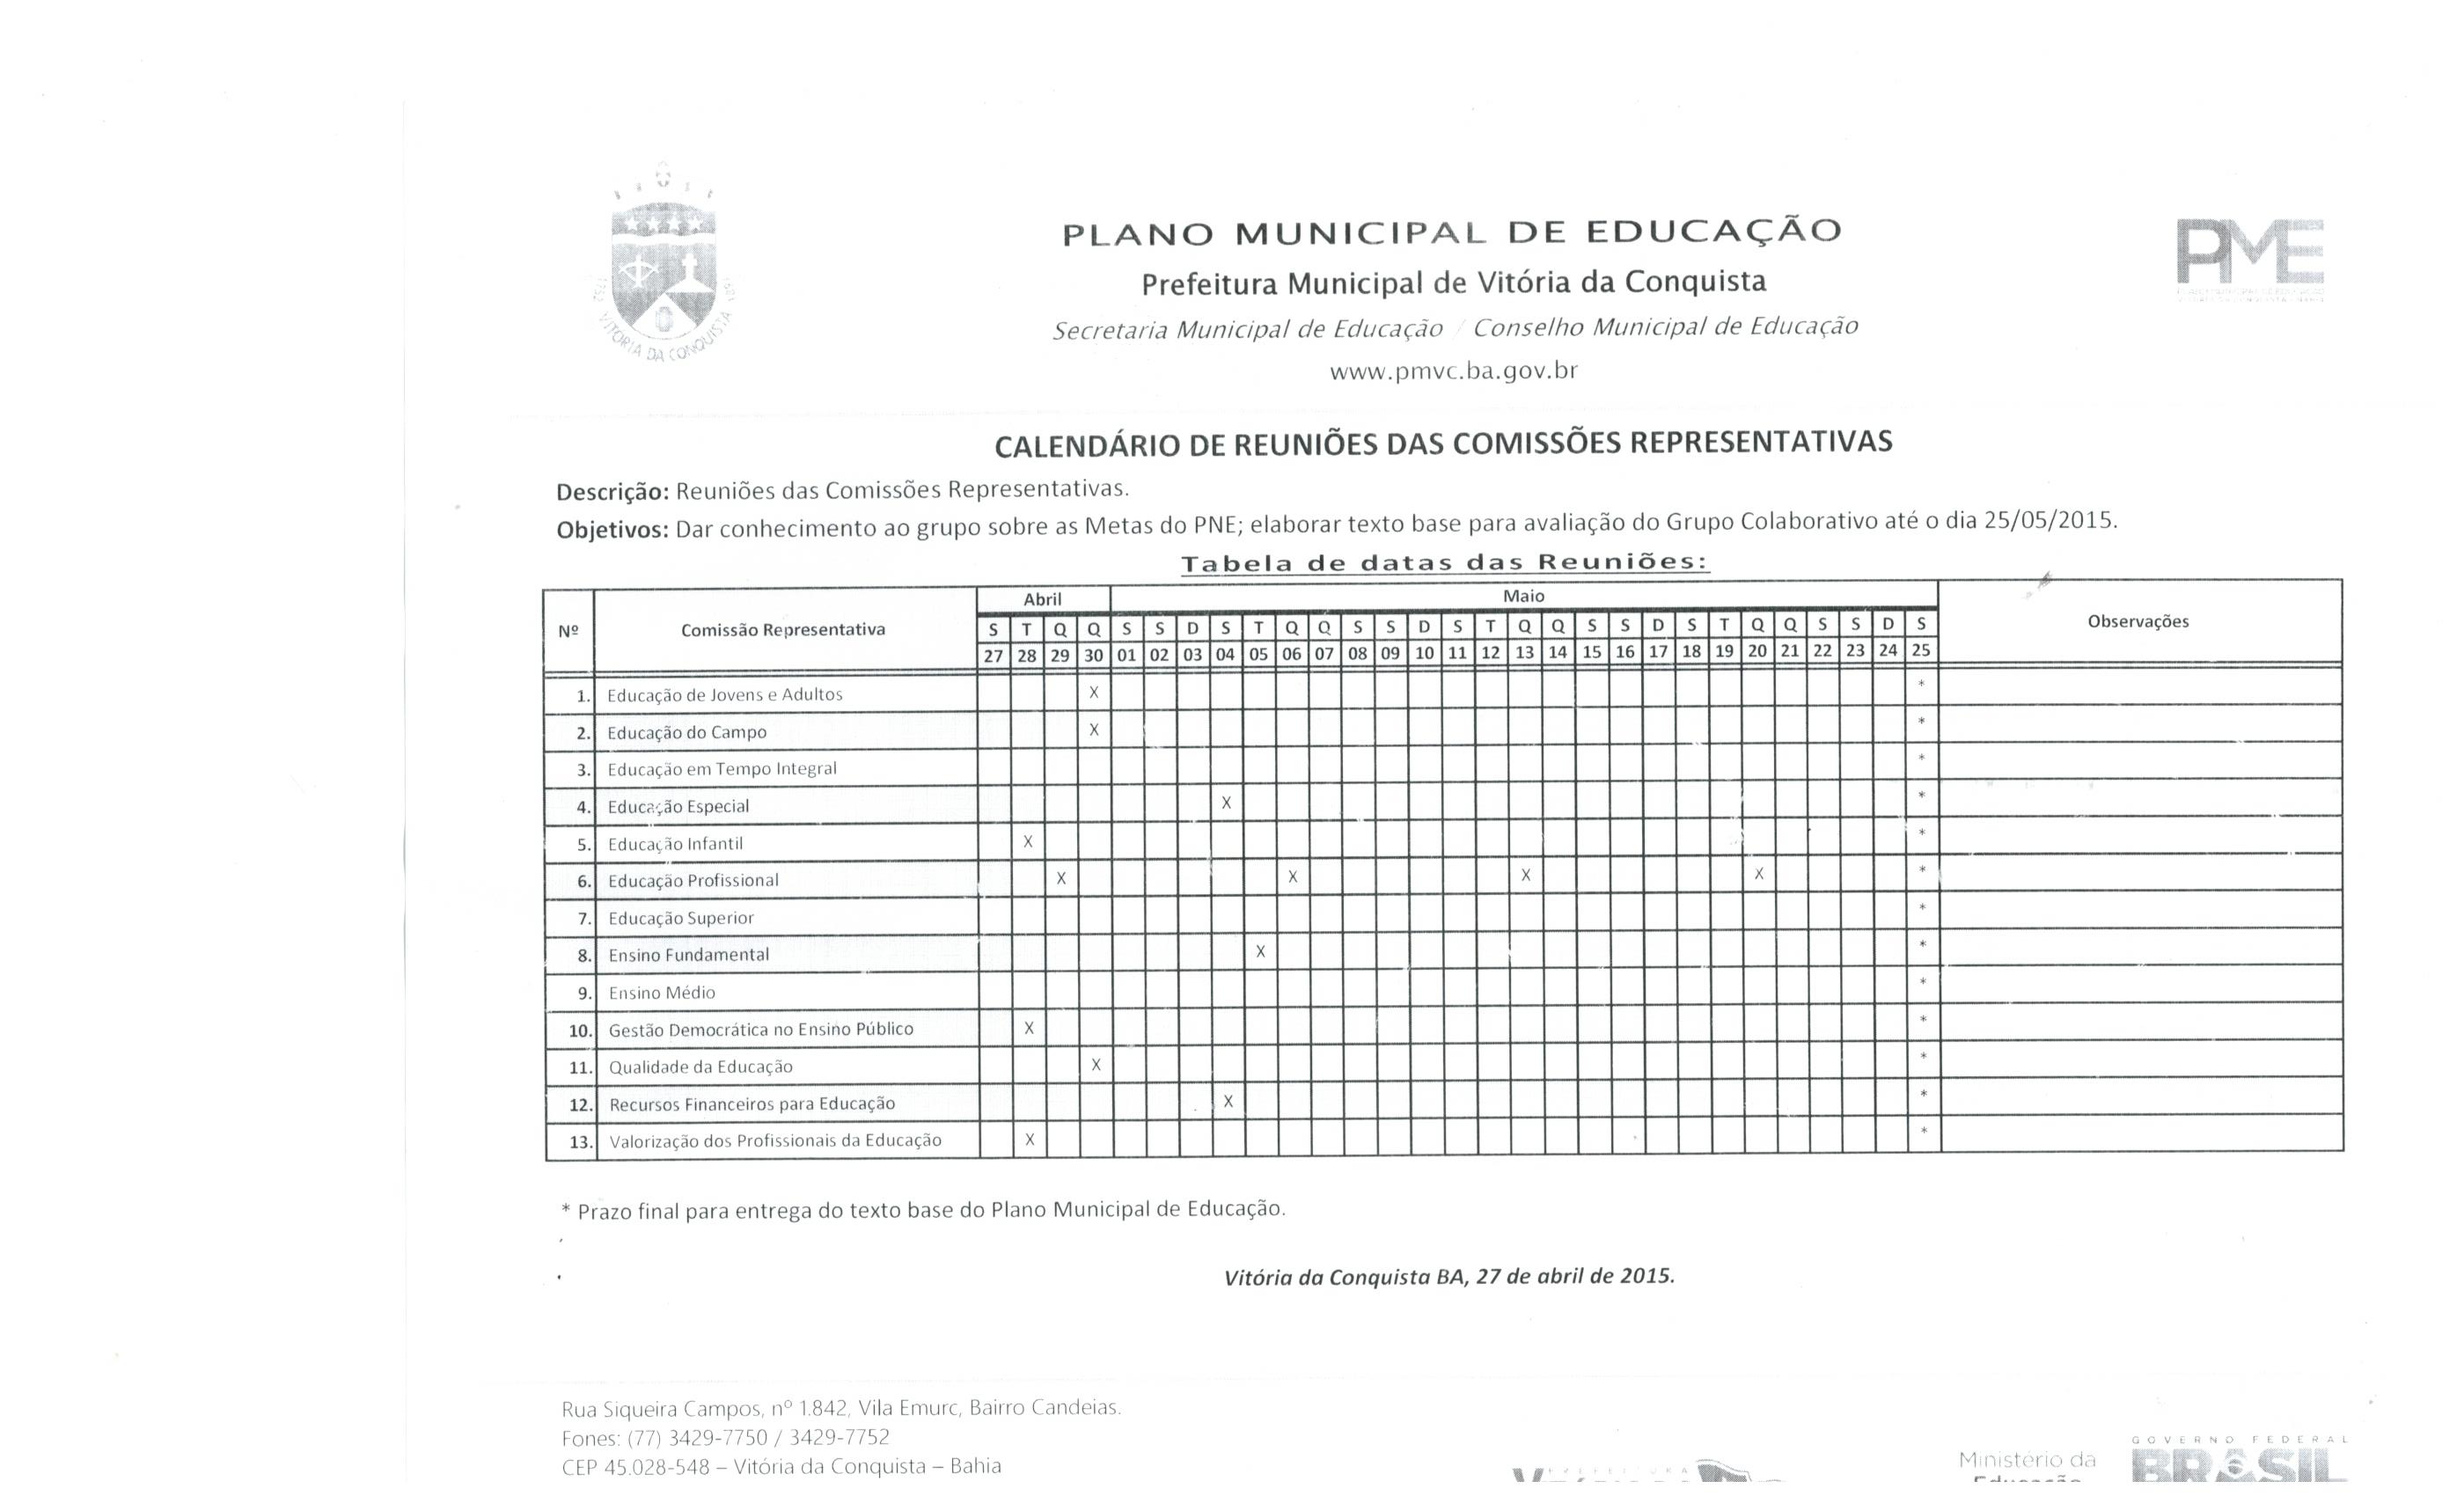 PLANO MUNICIPAL DE EDUCAÇÃO
PME
Prefeitura Municipal de Vitória da Conquista
Secretaria Municipal de Educação / Conselho Municipal de Educação
www.pmvc.ba.gov.br
VITORIA DA CONQUISTA
CALENDÁRIO DE REUNIÕES DAS COMISSÕES REPRESENTATIVAS
Descrição: Reuniões das Comissões Representativas.
Objetivos: Dar conhecimento ao grupo sobre as Metas do PNE; elaborar texto base para avaliação do Grupo Colaborativo até o dia 25/05/2015.
Tabela de datas das Reuniões:
Nº Comissão Representativa Abril Maio Observações
S T Q Q S S D S T Q Q S S D S T Q Q S S D S T Q Q S S D S
27 28 29 30 01 02 03 04 05 06 07 08 09 10 11 12 13 14 15 16 17 18 19 20 21 22 23 24 25
1. Educação de Jovens e Adultos X *
2. Educação do Campo X *
3. Educação em Tempo Integral *
4. Educação Especial X *
5. Educação Infantil X *
6. Educação Profissional X X X X *
7. Educação Superior *
8. Ensino Fundamental X *
9. Ensino Médio *
10. Gestão Democrática no Ensino Público X *
11. Qualidade da Educação X *
12. Recursos Financeiros para Educação X *
13. Valorização dos Profissionais da Educação X *
* Prazo final para entrega do texto base do Plano Municipal de Educação.
Vitória da Conquista BA, 27 de abril de 2015.
Rua Siqueira Campos, nº 1.842, Vila Emurc, Bairro Candeias.
Fones: (77) 3429-7750 / 3429-7752
CEP 45.028-548 – Vitória da Conquista – Bahia
Ministério da
GOVERNO FEDERAL
BRASIL